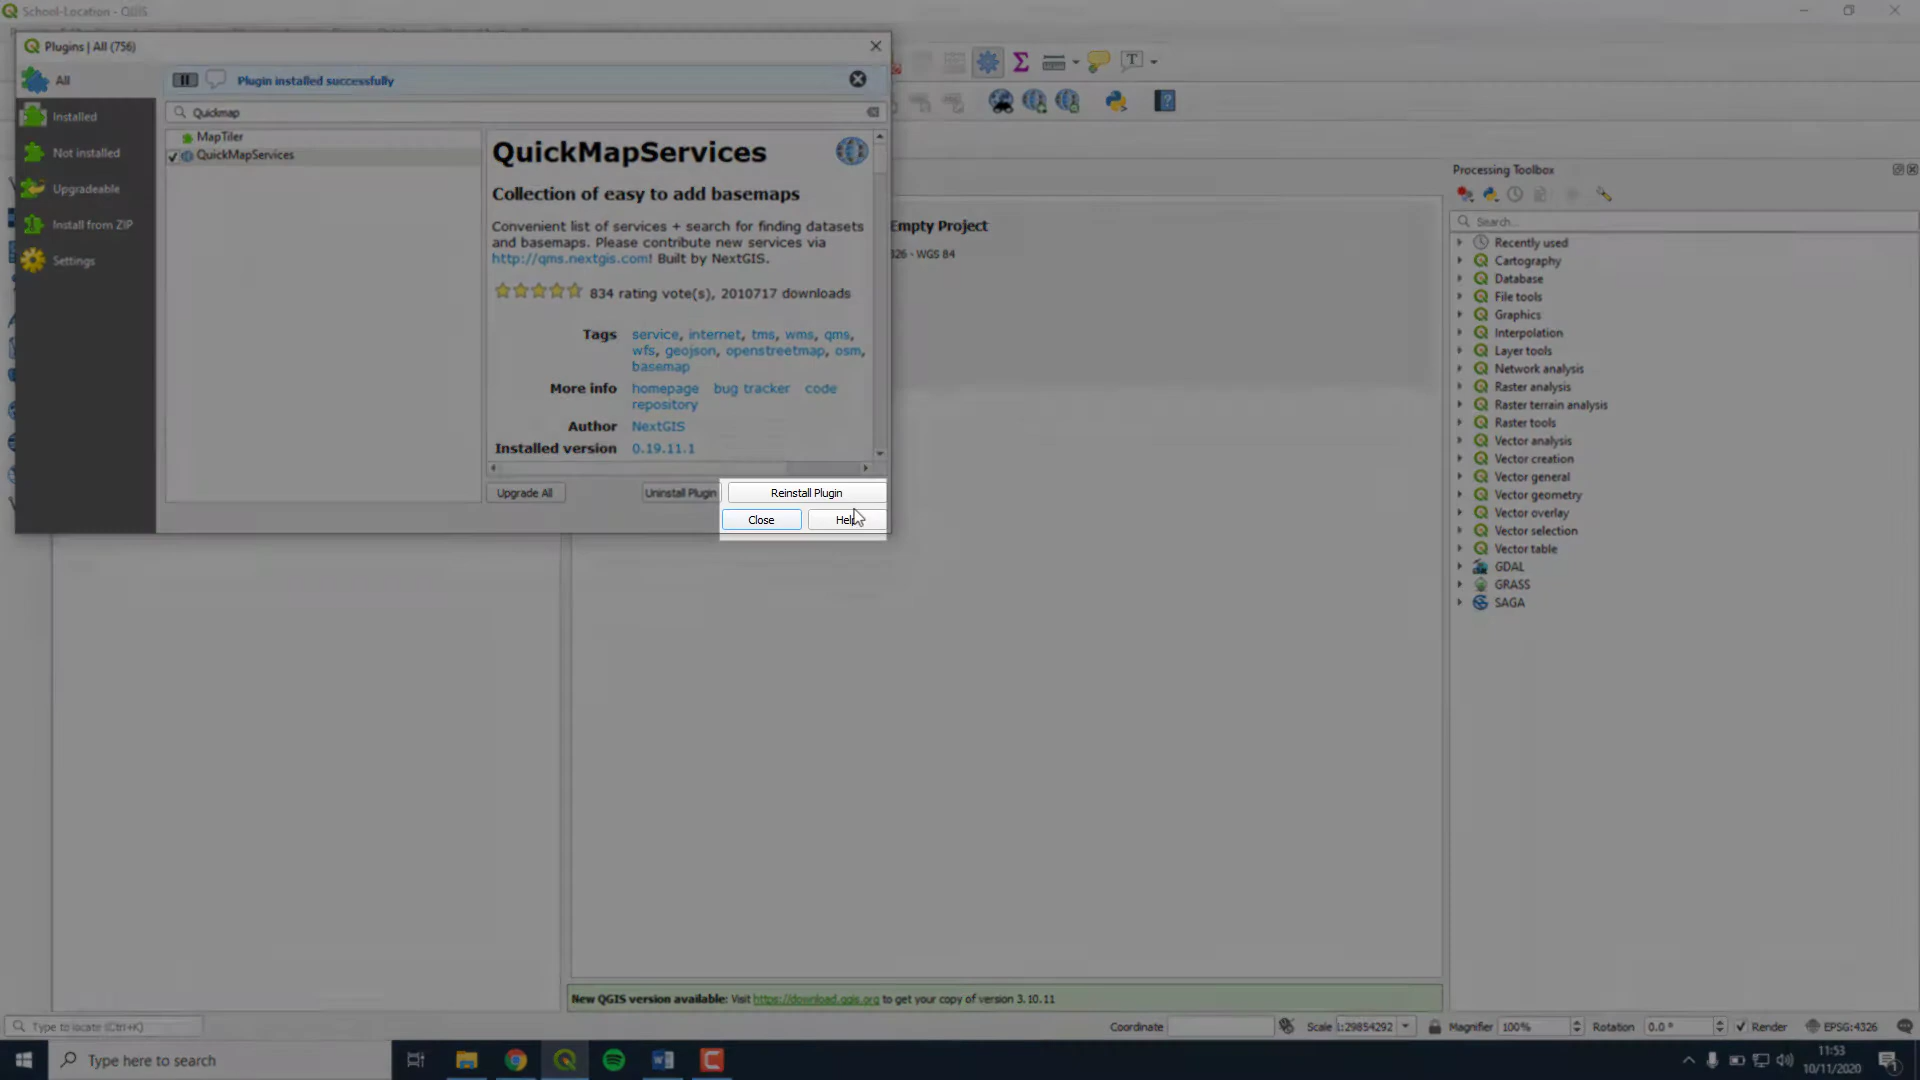 School-Location - QGIS
Plugins | All (756)
All
Installed
Not installed
Upgradeable
Install from ZIP
Settings
Plugin installed successfully
Quickmap
MapTiler
QuickMapServices
QuickMapServices
Collection of easy to add basemaps
Convenient list of services + search for finding datasets
and basemaps. Please contribute new services via
http://qms.nextgis.com! Built by NextGIS.
834 rating vote(s), 2010717 downloads
Tags service, internet, tms, wms, qms,
wfs, geojson, openstreetmap, osm,
basemap
More info homepage bug tracker code
repository
Author NextGIS
Installed version 0.19.11.1
Upgrade All Uninstall Plugin Reinstall Plugin
Close Help
T
Empty Project
326 - WGS 84
Processing Toolbox
Search...
Recently used
Cartography
Database
File tools
Graphics
Interpolation
Layer tools
Network analysis
Raster analysis
Raster terrain analysis
Raster tools
Vector analysis
Vector creation
Vector general
Vector geometry
Vector overlay
Vector selection
Vector table
GDAL
GRASS
SAGA
New QGIS version available: Visit https://download.qgis.org to get your copy of version 3.10.11
Type to locate (Ctrl+K) Coordinate Scale 1:29854292 Magnifier 100% Rotation 0.0 ° Render EPSG:4326
Type here to search
11:53
10/11/2020
1